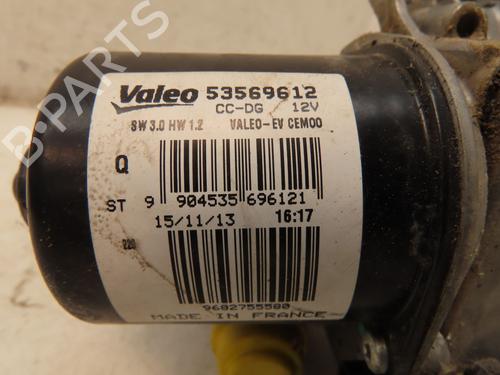 Valeo 53569612
CC-DG 12V
SW 3.0 HW 1.2 VALEO-EV CEM00
Q
ST 9 904535 696121
15/11/13 16:17
220
9682755580
MADE IN FRANCE
B-PARTS